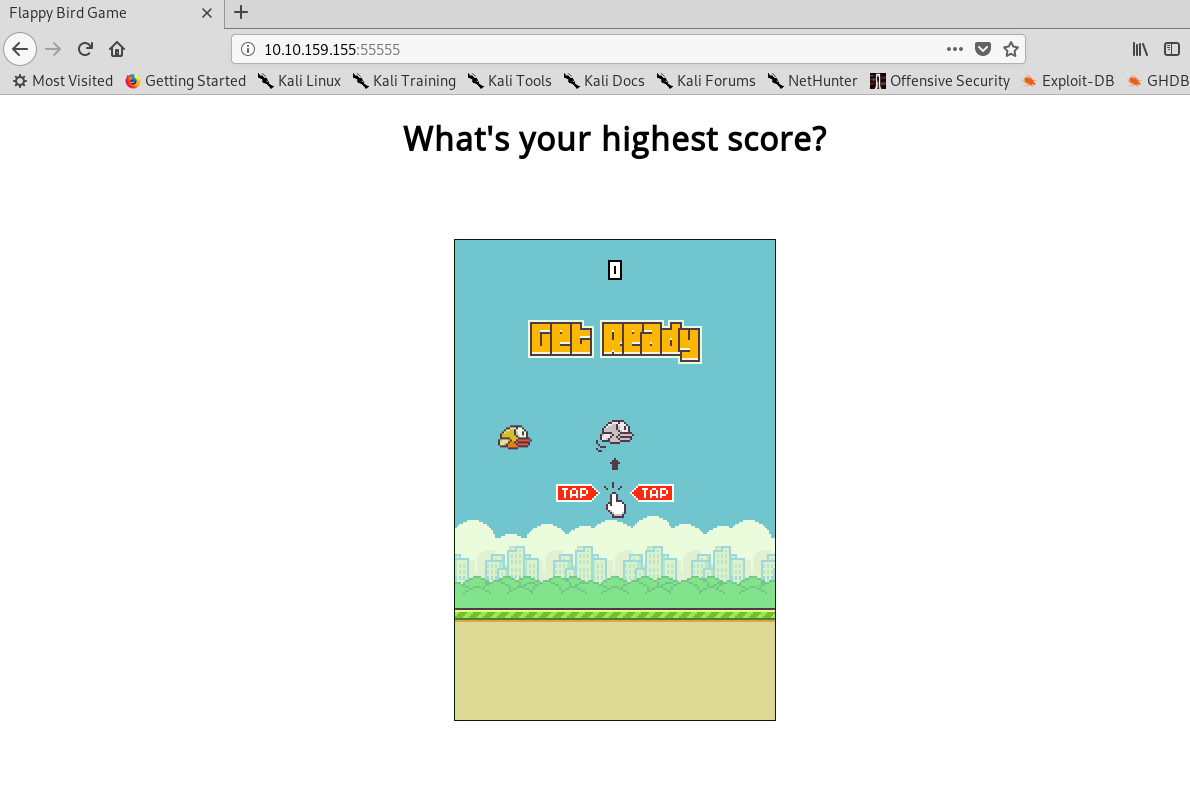 Flappy Bird Game
10.10.159.155:55555
Most Visited Getting Started Kali Linux Kali Training Kali Tools Kali Docs Kali Forums NetHunter Offensive Security Exploit-DB GHDB
What's your highest score?
0
Get Ready
TAP TAP